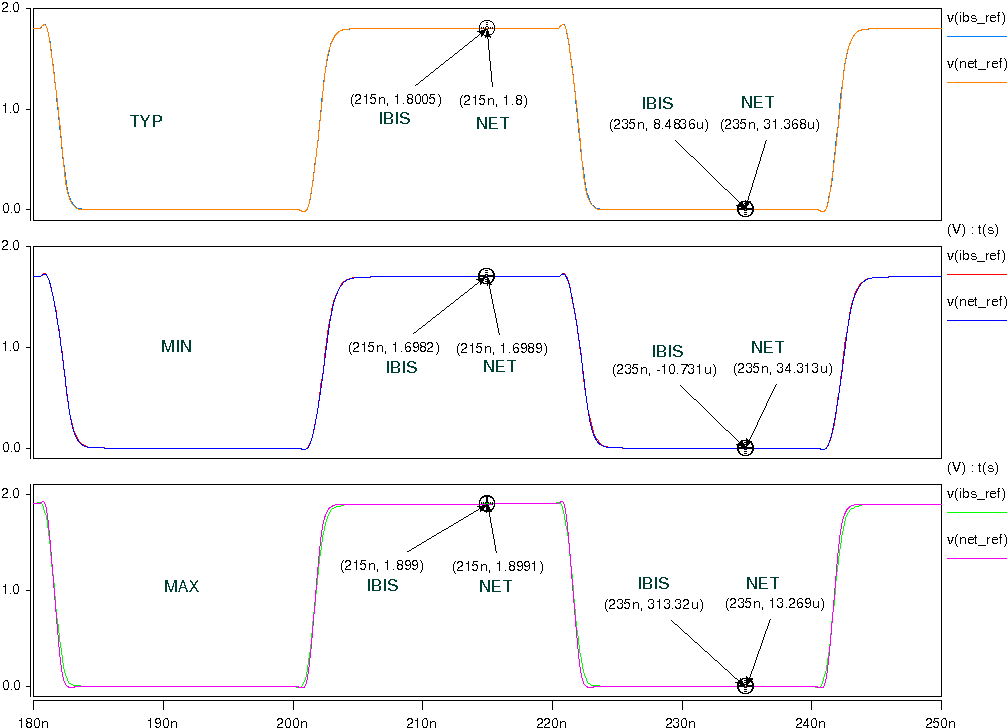 2.0
v(ibs_ref)
v(net_ref)
(215n, 1.8005) (215n, 1.8)
IBIS NET
1.0
TYP
IBIS NET
(235n, 8.4836u) (235n, 31.368u)
0.0
(V) : t(s)
2.0
v(ibs_ref)
v(net_ref)
1.0
MIN
(215n, 1.6982) (215n, 1.6989)
IBIS NET
IBIS NET
(235n, -10.731u) (235n, 34.313u)
0.0
(V) : t(s)
2.0
v(ibs_ref)
v(net_ref)
(215n, 1.899) (215n, 1.8991)
IBIS NET
1.0
MAX
IBIS NET
(235n, 313.32u) (235n, 13.269u)
0.0
180n 190n 200n 210n 220n 230n 240n 250n